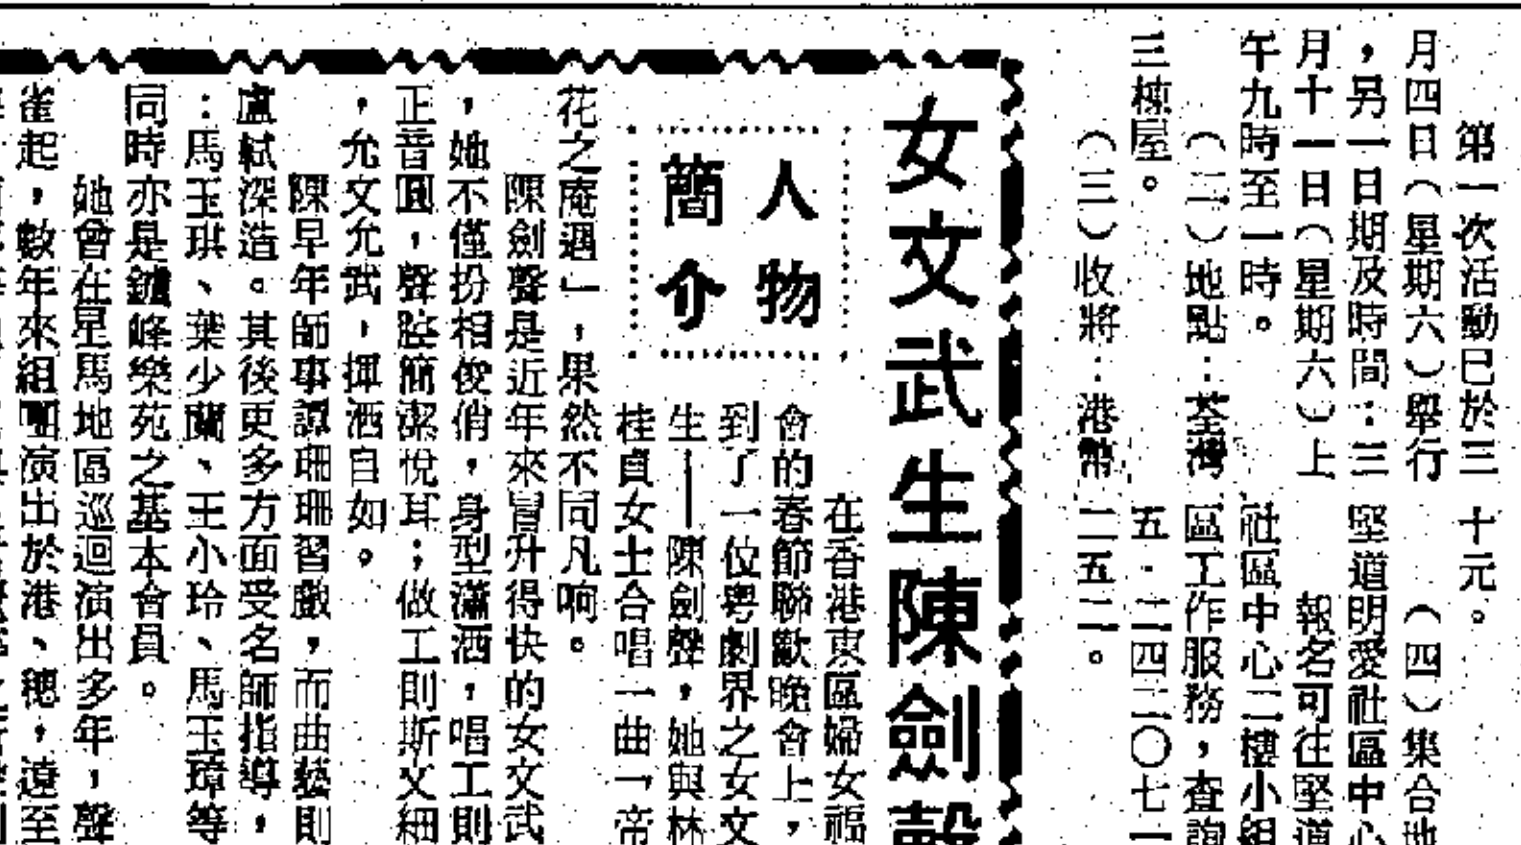 第一次活動已於三
月四日（星期六）舉行
，另一日期及時間：三
月十一日（星期六）上
午九時至一時。
（二）地點：荃灣
三棟屋。
（三）收將：港幣
十元。
（四）集合地
堅道明愛社區中心
報名可往堅道
社區中心二樓小組
區工作服務，查詢
五·二四二〇七一
二五二。
女文武生陳劍聲
人物
簡介
在香港東區婦女福
會的春節聯歡晚會上，
到了一位粵劇界之女文
生——陳劍聲，她與林
桂貞女士合唱一曲「帝
花之庵遇」，果然不同凡响。
陳劍聲是近年來冒升得快的女文武
，她不僅扮相俊俏，身型瀟洒，唱工則
正音圓，聲腔簡潔悅耳；做工則斯文細
，允文允武，揮洒自如。
陳早年師事譚珊珊習戲，而曲藝則
盧軾深造。其後更多方面受名師指導，
：馬玉琪、葉少蘭、王小玲、馬玉璋等
同時亦是鑪峰樂苑之基本會員。
她曾在星馬地區巡迴演出多年，聲
雀起，數年來組團演出於港、穗，遠至